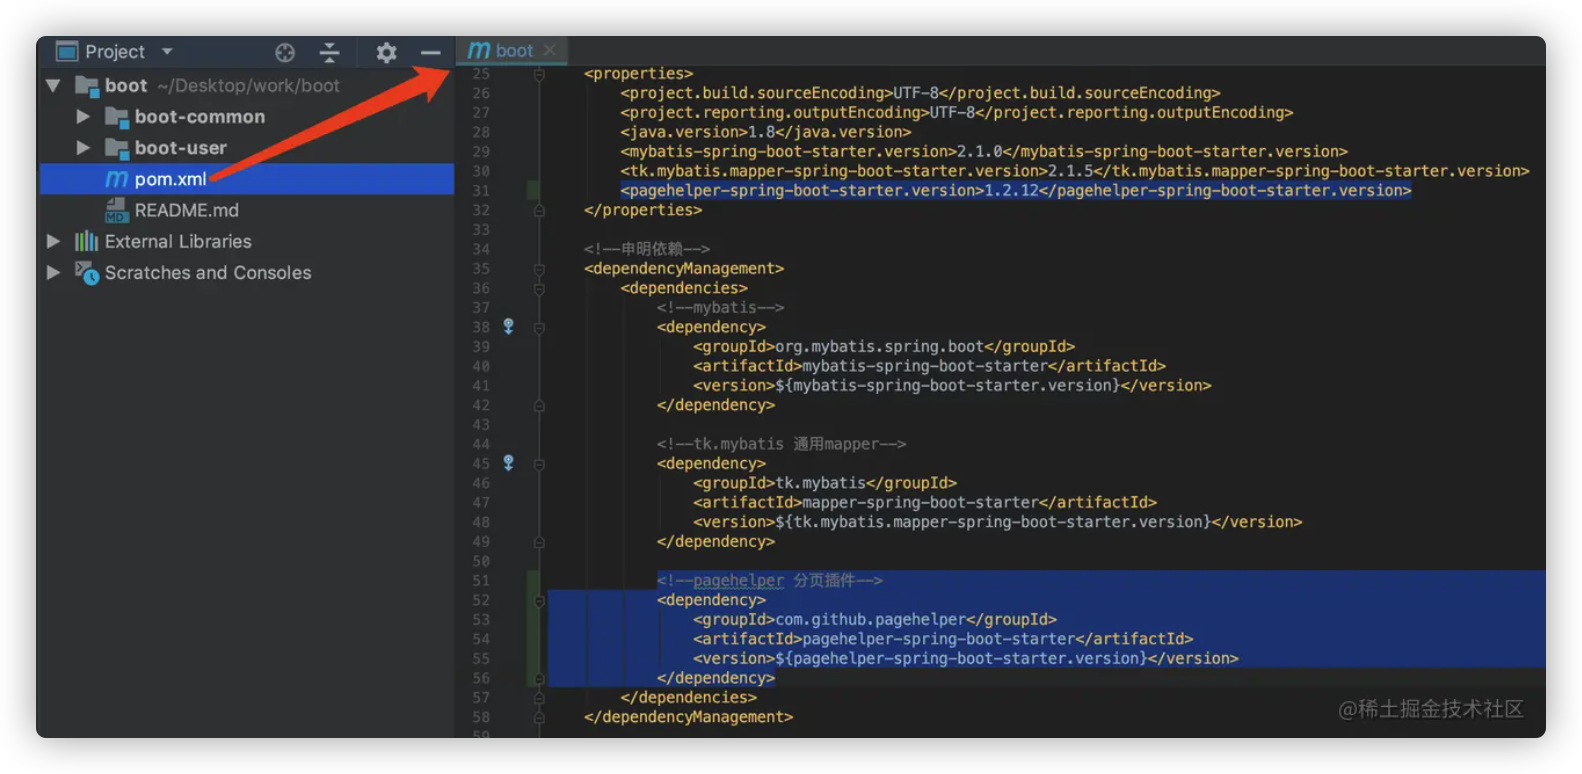 Project
boot ~/Desktop/work/boot
boot-common
boot-user
pom.xml
README.md
External Libraries
Scratches and Consoles
boot
25 <properties>
26 <project.build.sourceEncoding>UTF-8</project.build.sourceEncoding>
27 <project.reporting.outputEncoding>UTF-8</project.reporting.outputEncoding>
28 <java.version>1.8</java.version>
29 <mybatis-spring-boot-starter.version>2.1.0</mybatis-spring-boot-starter.version>
30 <tk.mybatis.mapper-spring-boot-starter.version>2.1.5</tk.mybatis.mapper-spring-boot-starter.version>
31 <pagehelper-spring-boot-starter.version>1.2.12</pagehelper-spring-boot-starter.version>
32 </properties>
33
34 <!--申明依赖-->
35 <dependencyManagement>
36 <dependencies>
37 <!--mybatis-->
38 <dependency>
39 <groupId>org.mybatis.spring.boot</groupId>
40 <artifactId>mybatis-spring-boot-starter</artifactId>
41 <version>${mybatis-spring-boot-starter.version}</version>
42 </dependency>
43
44 <!--tk.mybatis 通用mapper-->
45 <dependency>
46 <groupId>tk.mybatis</groupId>
47 <artifactId>mapper-spring-boot-starter</artifactId>
48 <version>${tk.mybatis.mapper-spring-boot-starter.version}</version>
49 </dependency>
50
51 <!--pagehelper 分页插件-->
52 <dependency>
53 <groupId>com.github.pagehelper</groupId>
54 <artifactId>pagehelper-spring-boot-starter</artifactId>
55 <version>${pagehelper-spring-boot-starter.version}</version>
56 </dependency>
57 </dependencies>
58 </dependencyManagement>
59
@稀土掘金技术社区